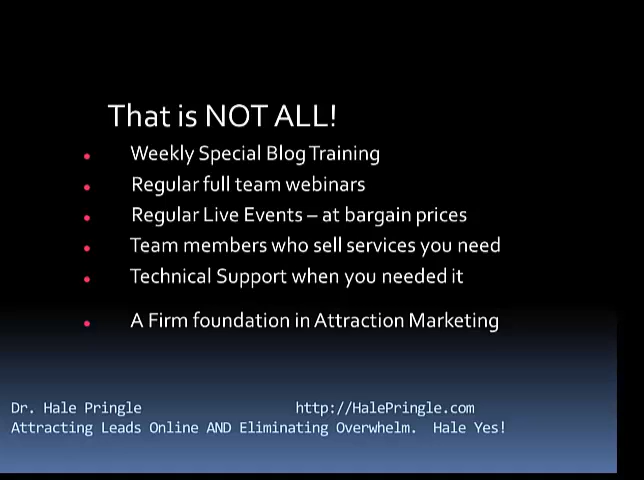 That is NOT ALL!
Weekly Special Blog Training
Regular full team webinars
Regular Live Events – at bargain prices
Team members who sell services you need
Technical Support when you needed it
A Firm foundation in Attraction Marketing
Dr. Hale Pringle http://HalePringle.com
Attracting Leads Online AND Eliminating Overwhelm. Hale Yes!